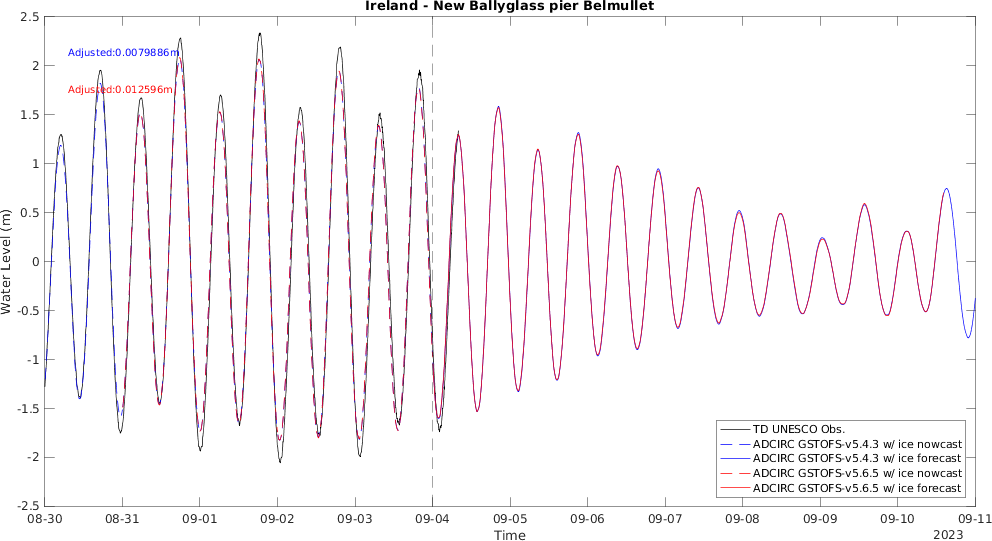 Ireland - New Ballyglass pier Belmullet
2.5
2
1.5
1
0.5
0
-0.5
-1
-1.5
-2
-2.5
Water Level (m)
Adjusted:0.0079886m
Adjusted:0.012596m
TD UNESCO Obs.
ADCIRC GSTOFS-v5.4.3 w/ ice nowcast
ADCIRC GSTOFS-v5.4.3 w/ ice forecast
ADCIRC GSTOFS-v5.6.5 w/ ice nowcast
ADCIRC GSTOFS-v5.6.5 w/ ice forecast
08-30 08-31 09-01 09-02 09-03 09-04 09-05 09-06 09-07 09-08 09-09 09-10 09-11
Time
2023